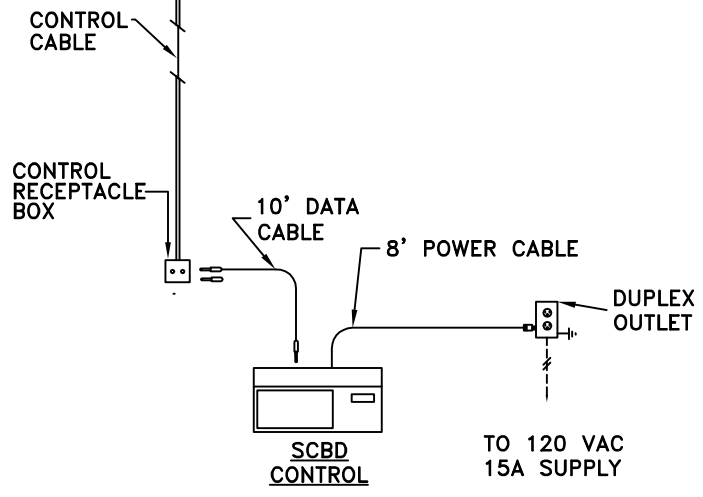 CONTROL
CABLE
CONTROL
RECEPTACLE
BOX
10' DATA
CABLE
8' POWER CABLE
DUPLEX
OUTLET
SCBD
CONTROL
TO 120 VAC
15A SUPPLY